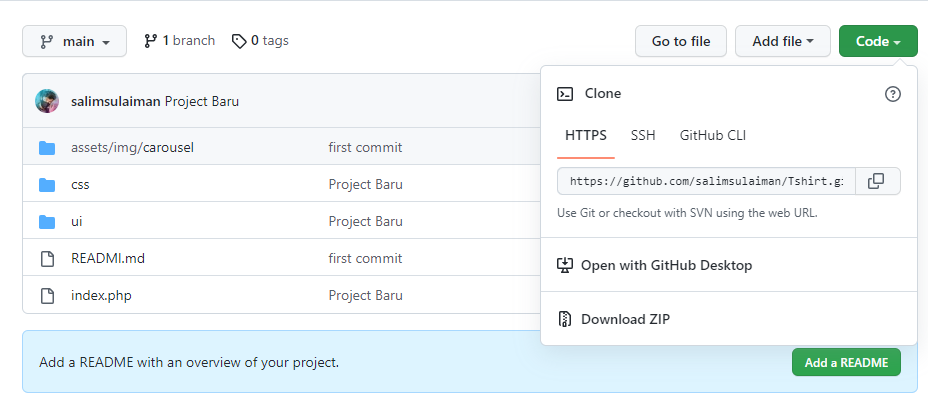 main 1 branch 0 tags Go to file Add file Code
salimsulaiman Project Baru
assets/img/carousel first commit
css Project Baru
ui Project Baru
READMI.md first commit
index.php Project Baru
Clone
HTTPS SSH GitHub CLI
https://github.com/salimsulaiman/Tshirt.gi
Use Git or checkout with SVN using the web URL.
Open with GitHub Desktop
Download ZIP
Add a README with an overview of your project. Add a README